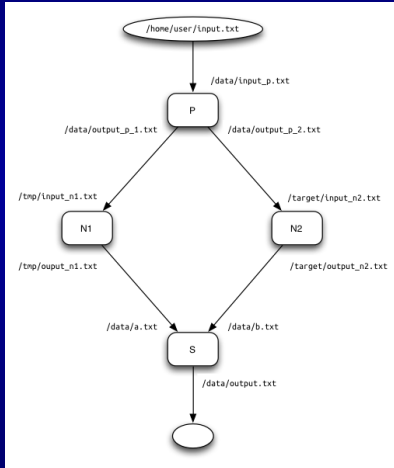 /home/user/input.txt
/data/input_p.txt
P
/data/output_p_1.txt
/data/output_p_2.txt
/tmp/input_n1.txt
/target/input_n2.txt
N1
N2
/tmp/ouput_n1.txt
/target/output_n2.txt
/data/a.txt
/data/b.txt
S
/data/output.txt